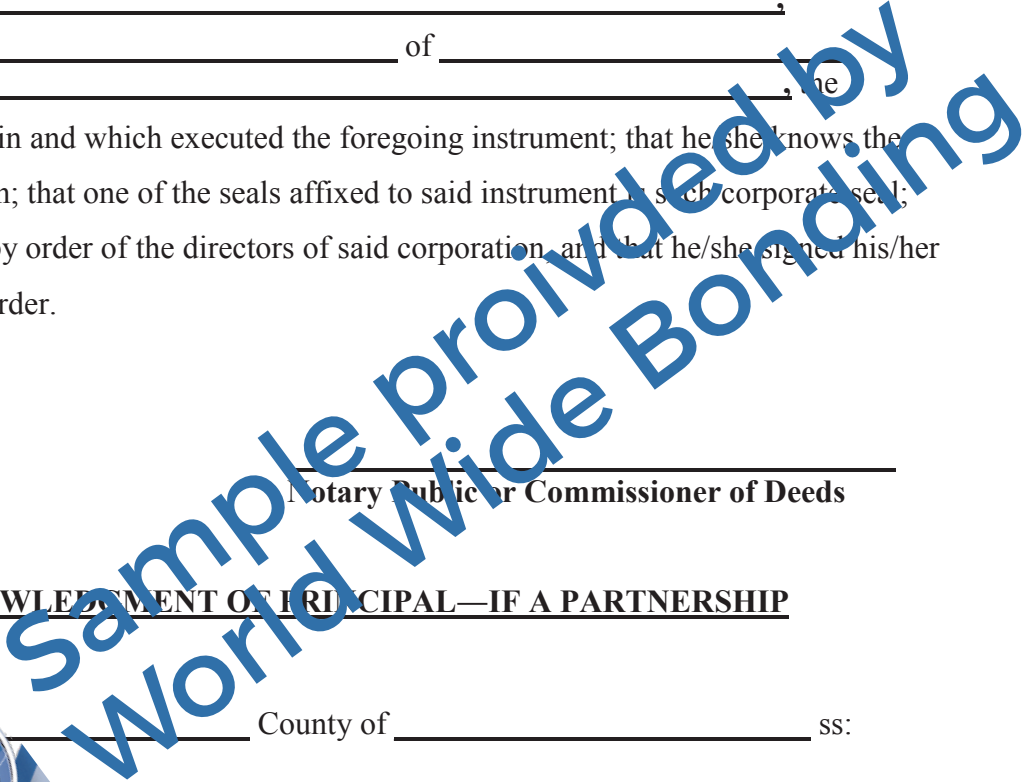 ,
of
, the
in and which executed the foregoing instrument; that he/she knows the
n; that one of the seals affixed to said instrument is such corporate seal;
by order of the directors of said corporation, and that he/she signed his/her
rder.
Notary Public or Commissioner of Deeds
WLEDGMENT OF PRINCIPAL—IF A PARTNERSHIP
County of ss:
Sample proivded by
World Wide Bonding